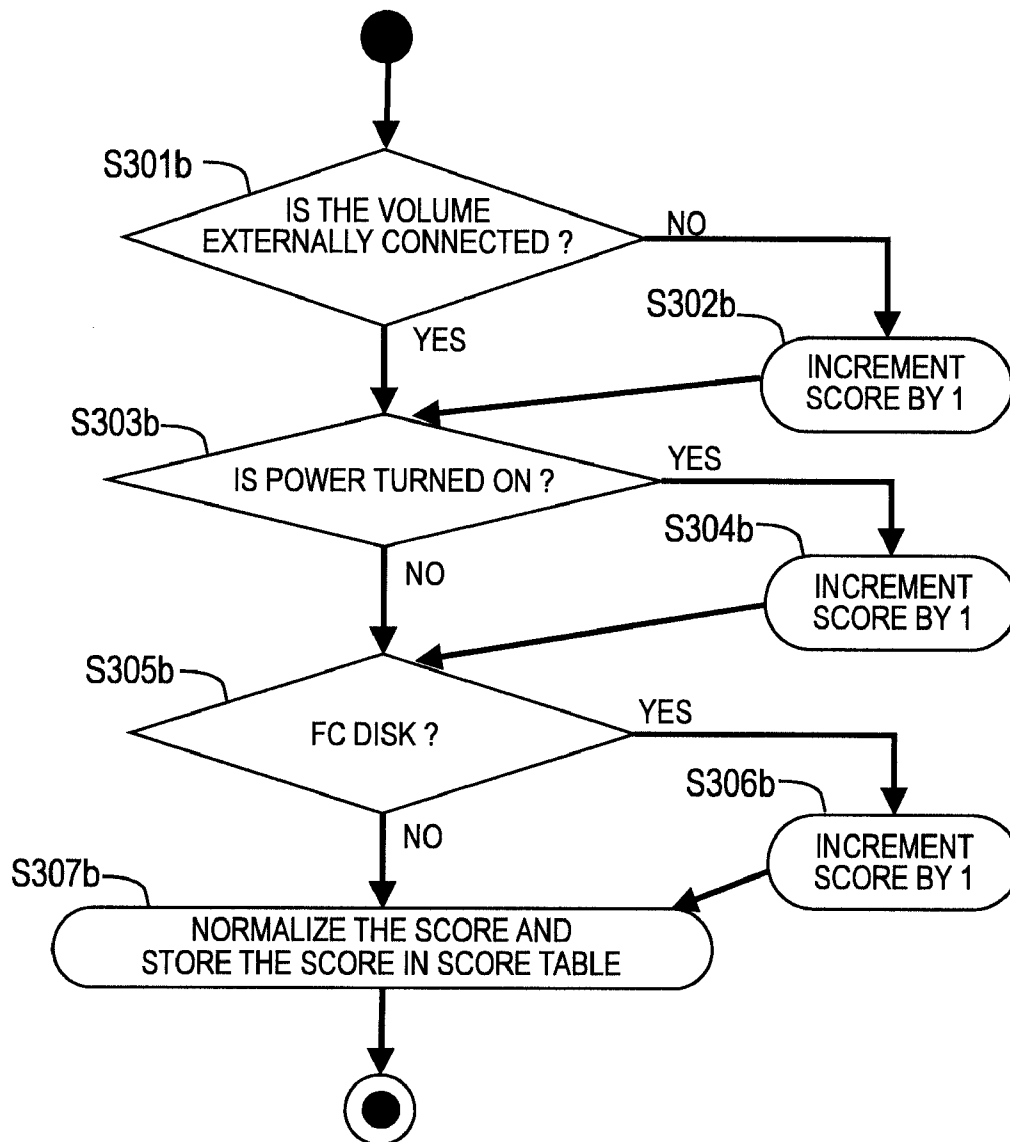 S301b
IS THE VOLUME
EXTERNALLY CONNECTED ?
NO
YES
S302b
INCREMENT
SCORE BY 1
S303b
IS POWER TURNED ON ?
YES
NO
S304b
INCREMENT
SCORE BY 1
S305b
FC DISK ?
YES
NO
S306b
INCREMENT
SCORE BY 1
S307b
NORMALIZE THE SCORE AND
STORE THE SCORE IN SCORE TABLE